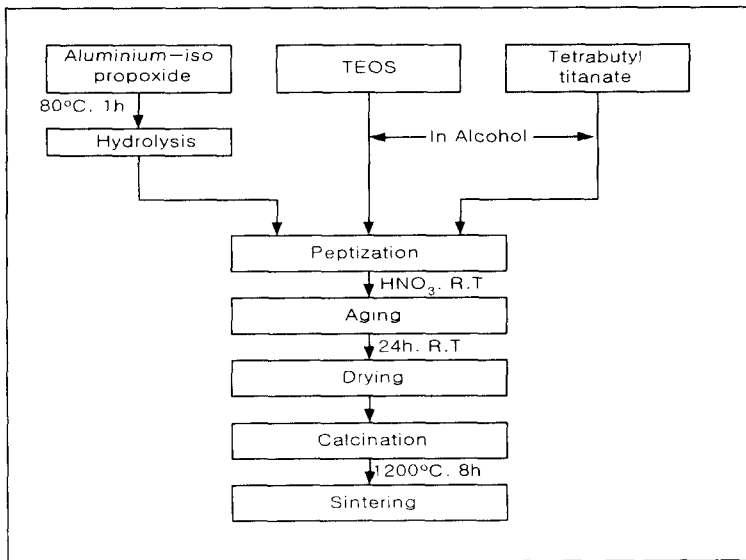 Aluminium-iso
propoxide
TEOS
Tetrabutyl
titanate
80°C. 1h
Hydrolysis
In Alcohol
Peptization
HNO₃. R.T
Aging
24h. R.T
Drying
Calcination
1200°C. 8h
Sintering